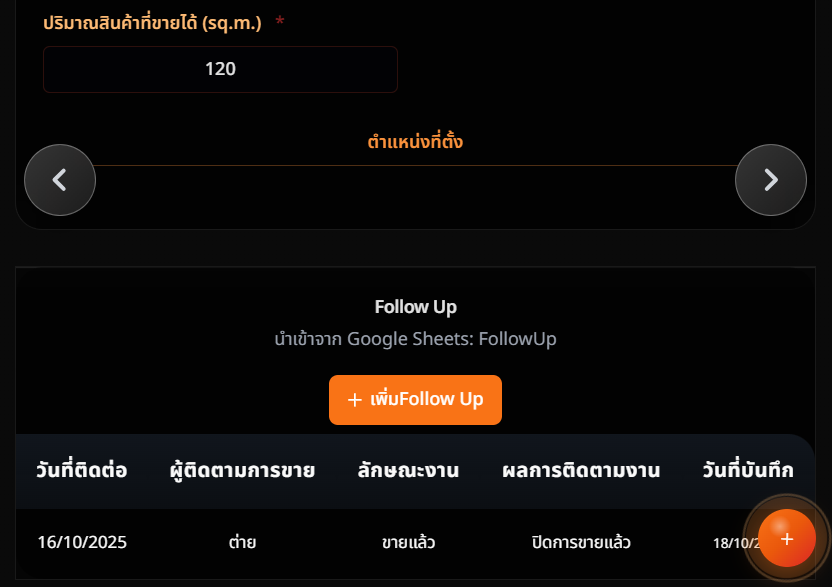 ปริมาณสินค้าที่ขายได้ (sq.m.) *
120
ตำแหน่งที่ตั้ง
Follow Up
นำเข้าจาก Google Sheets: FollowUp
+ เพิ่มFollow Up
วันที่ติดต่อ ผู้ติดตามการขาย ลักษณะงาน ผลการติดตามงาน วันที่บันทึก
16/10/2025 ต่าย ขายแล้ว ปิดการขายแล้ว 18/10/2
+